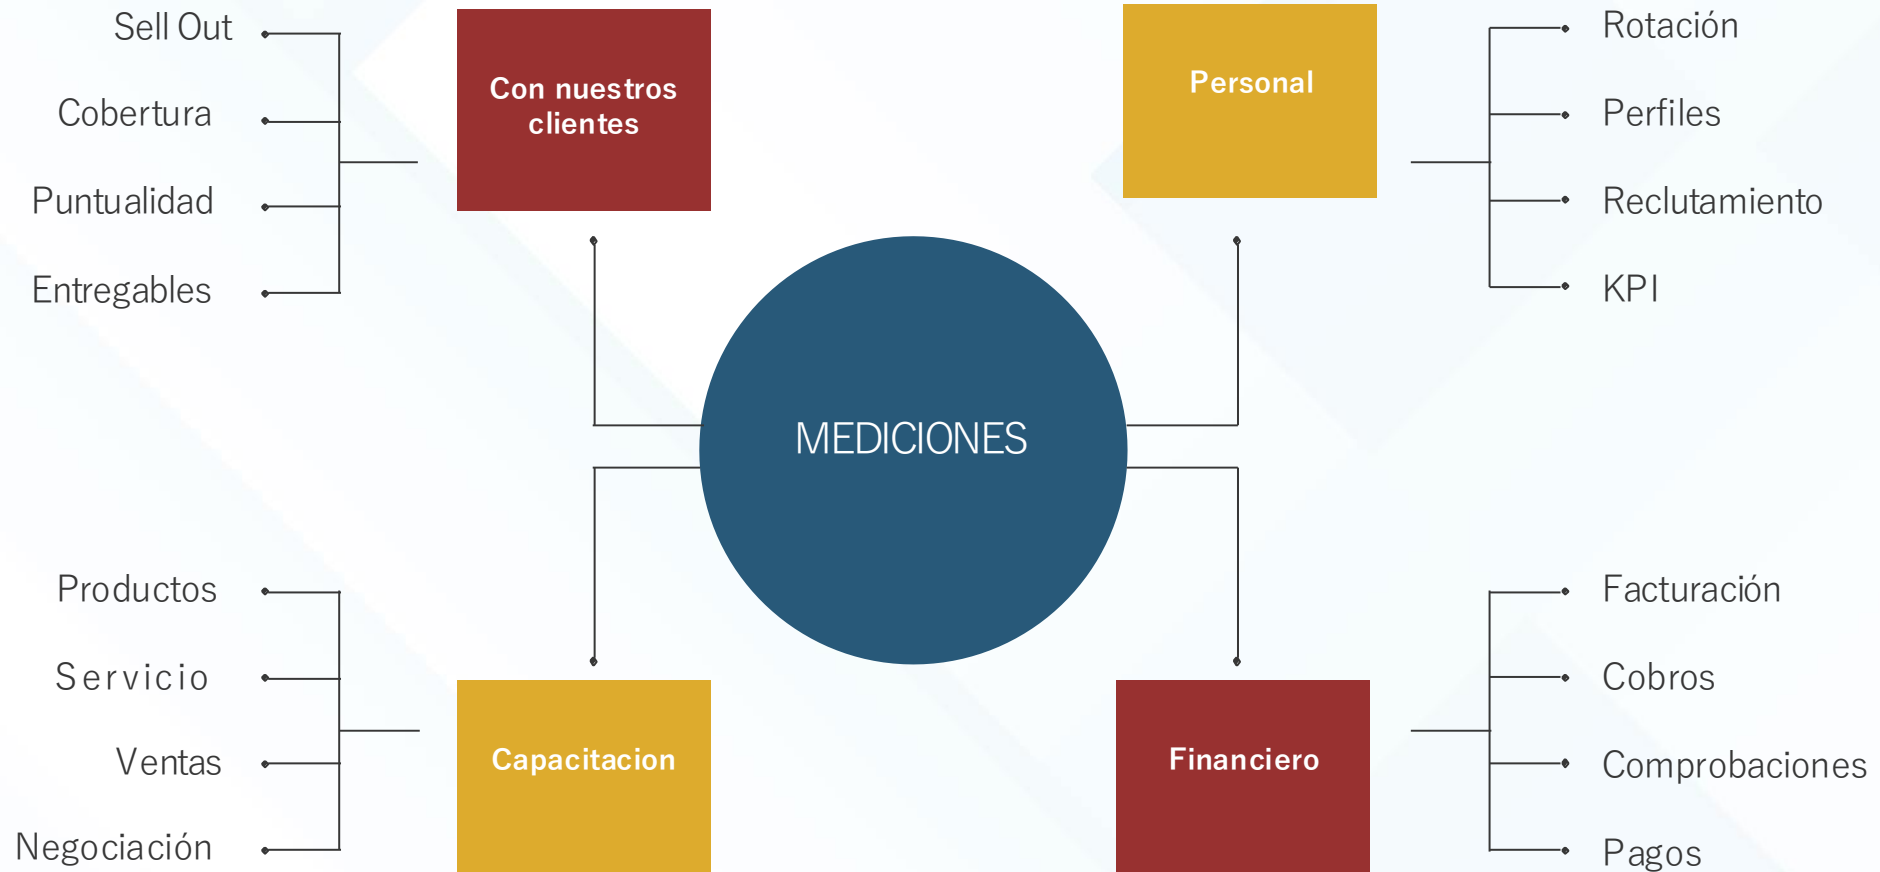 Sell Out
Cobertura
Puntualidad
Entregables
Con nuestros
clientes
Personal
Rotación
Perfiles
Reclutamiento
KPI
MEDICIONES
Productos
Servicio
Ventas
Negociación
Capacitacion
Financiero
Facturación
Cobros
Comprobaciones
Pagos